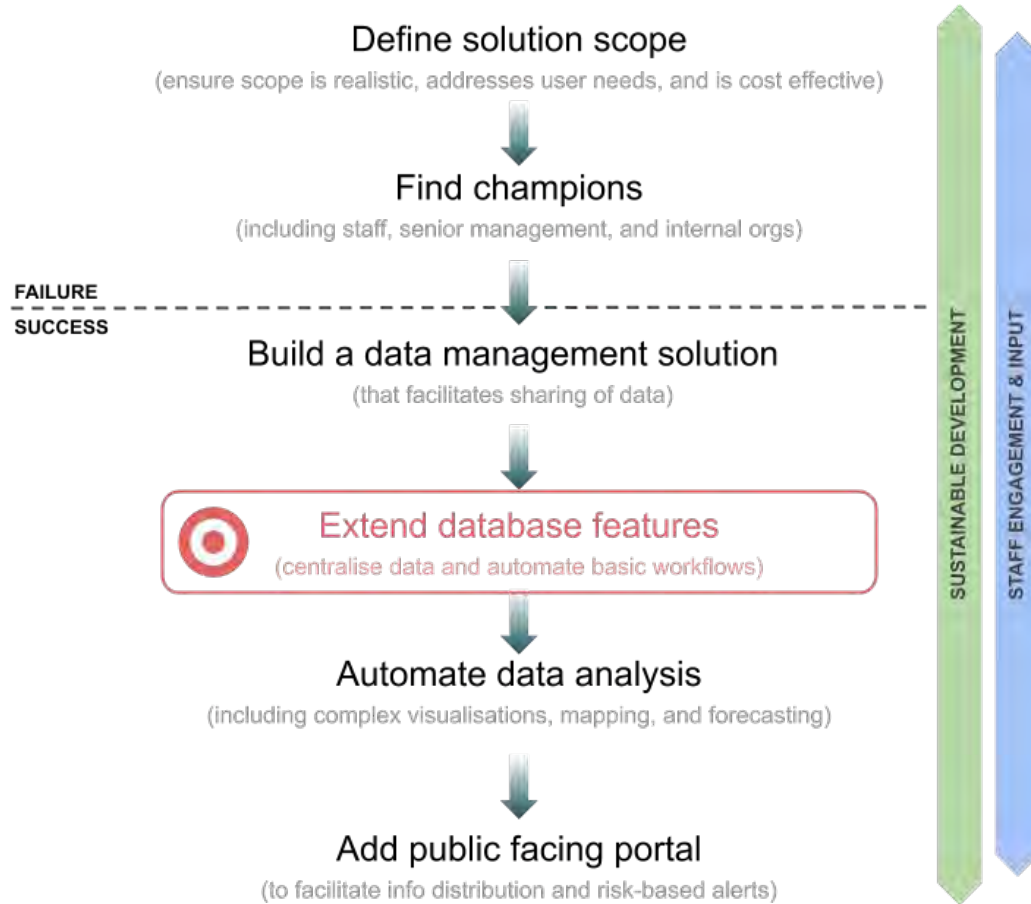 Define solution scope
(ensure scope is realistic, addresses user needs, and is cost effective)
Find champions
(including staff, senior management, and internal orgs)
FAILURE
SUCCESS
Build a data management solution
(that facilitates sharing of data)
Extend database features
(centralise data and automate basic workflows)
Automate data analysis
(including complex visualisations, mapping, and forecasting)
Add public facing portal
(to facilitate info distribution and risk-based alerts)
SUSTAINABLE DEVELOPMENT
STAFF ENGAGEMENT & INPUT